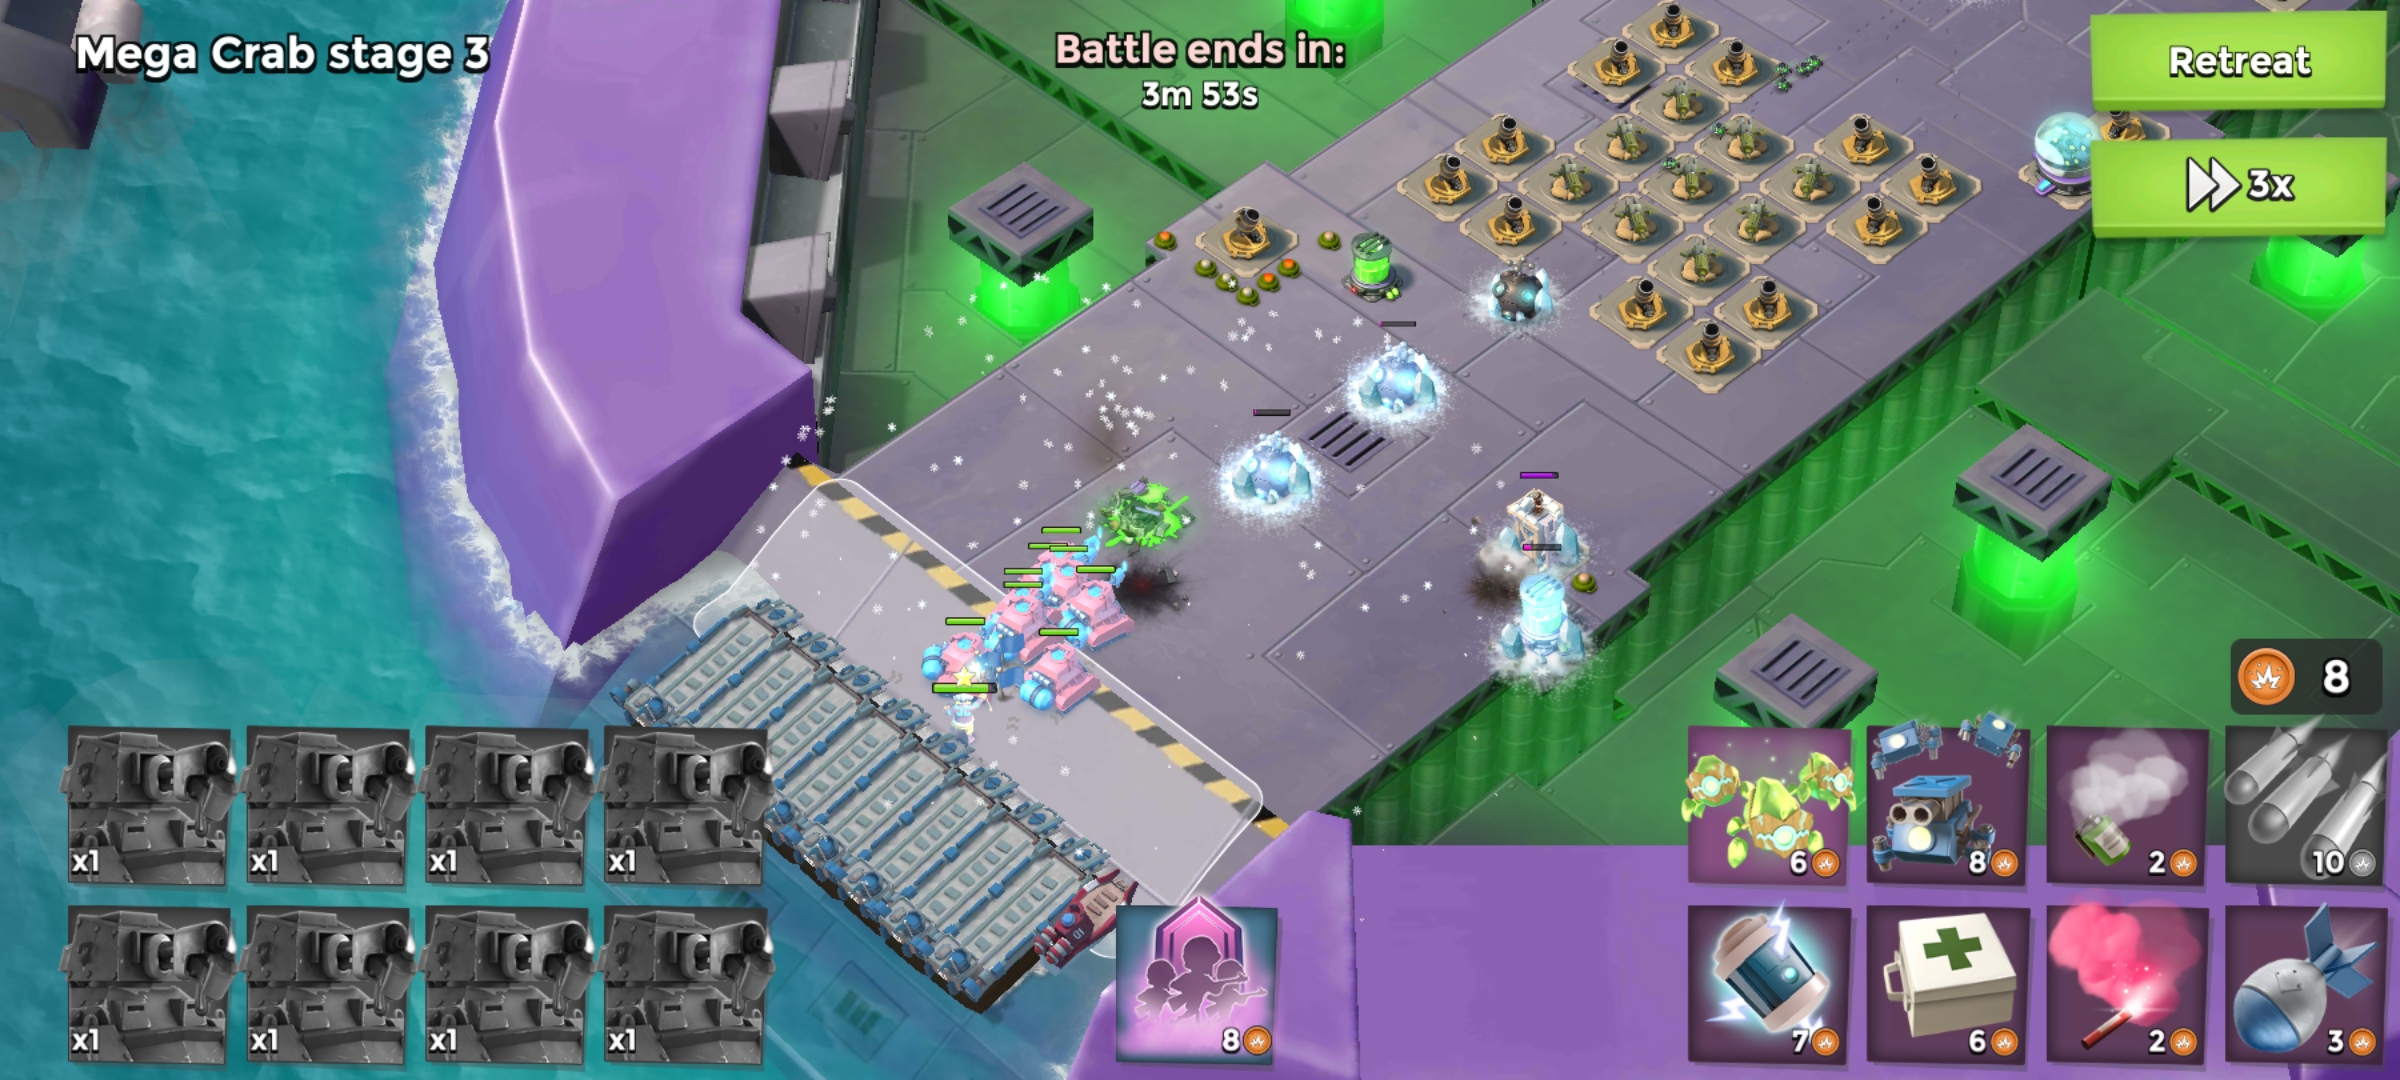 Mega Crab stage 3
Battle ends in:
3m 53s
Retreat
3x
8
x1
x1
x1
x1
6
8
2
10
x1
x1
x1
x1
8
7
6
2
3
01